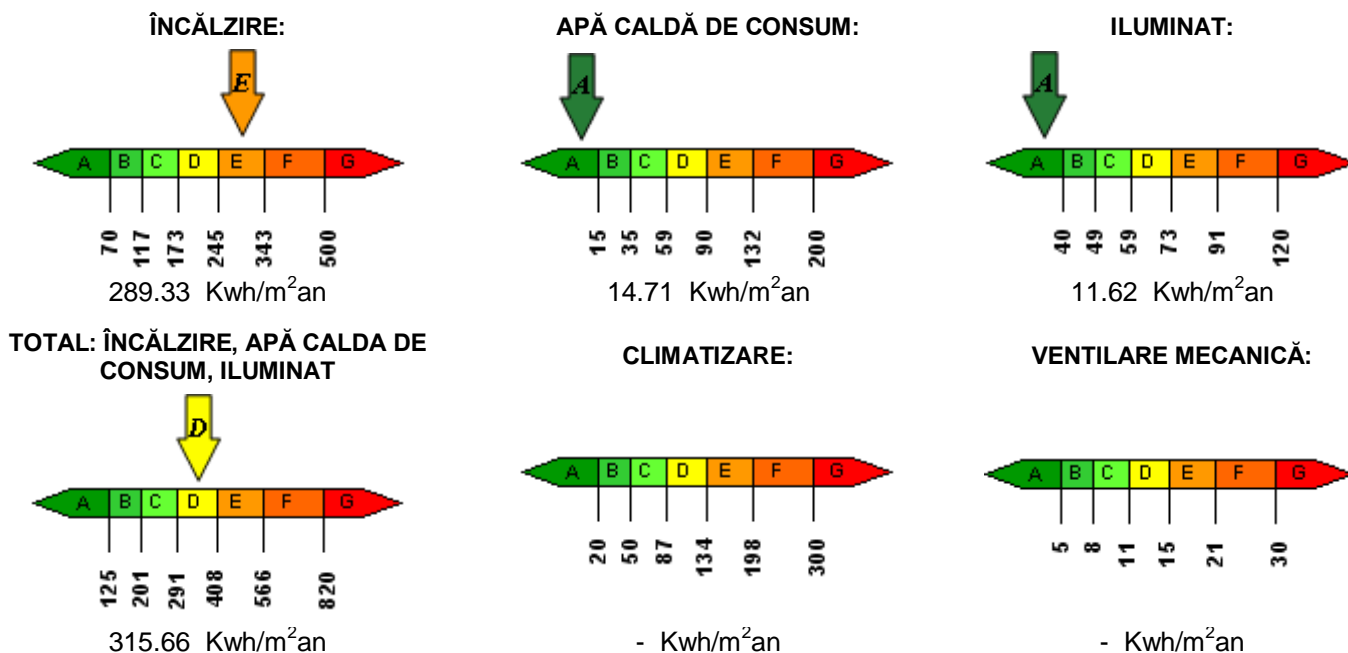 ÎNCĂLZIRE:
E
A B C D E F G
70 117 173 245 343 500
289.33 Kwh/m²an
APĂ CALDĂ DE CONSUM:
A
A B C D E F G
15 35 59 90 132 200
14.71 Kwh/m²an
ILUMINAT:
A
A B C D E F G
40 49 59 73 91 120
11.62 Kwh/m²an
TOTAL: ÎNCĂLZIRE, APĂ CALDA DE
CONSUM, ILUMINAT
D
A B C D E F G
125 201 291 408 566 820
315.66 Kwh/m²an
CLIMATIZARE:
A B C D E F G
20 50 87 134 198 300
- Kwh/m²an
VENTILARE MECANICĂ:
A B C D E F G
5 8 11 15 21 30
- Kwh/m²an